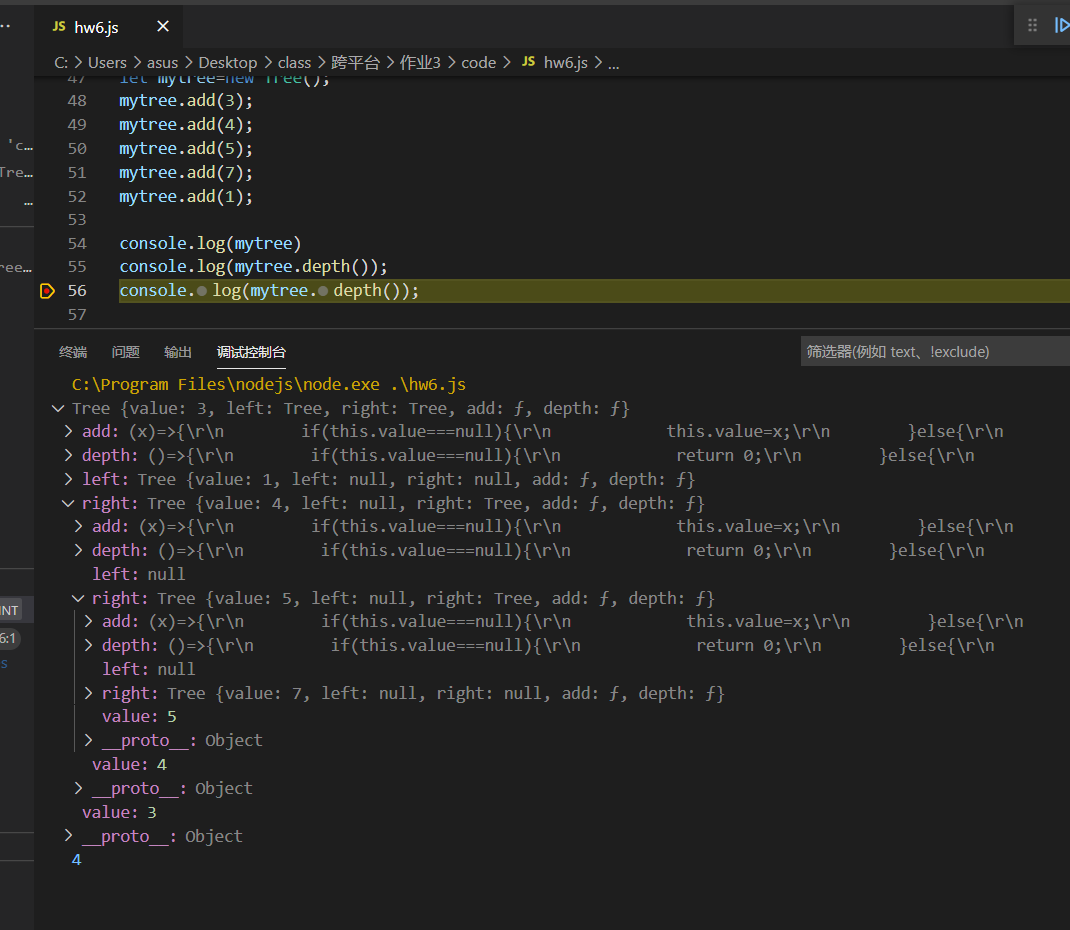 JS hw6.js ×
C: > Users > asus > Desktop > class > 跨平台 > 作业3 > code > JS hw6.js > ...
47 let mytree=new Tree();
48 mytree.add(3);
49 mytree.add(4);
50 mytree.add(5);
51 mytree.add(7);
52 mytree.add(1);
53
54 console.log(mytree)
55 console.log(mytree.depth());
56 console.log(mytree.depth());
57
'c...
Tre...
...
ree...
INT
6:1
s
终端 问题 输出 调试控制台 筛选器(例如 text、!exclude)
C:\Program Files\nodejs\node.exe .\hw6.js
Tree {value: 3, left: Tree, right: Tree, add: ƒ, depth: ƒ}
add: (x)=>{\r\n        if(this.value===null){\r\n            this.value=x;\r\n        }else{\r\n
depth: ()=>{\r\n        if(this.value===null){\r\n            return 0;\r\n        }else{\r\n
left: Tree {value: 1, left: null, right: null, add: ƒ, depth: ƒ}
right: Tree {value: 4, left: null, right: Tree, add: ƒ, depth: ƒ}
add: (x)=>{\r\n        if(this.value===null){\r\n            this.value=x;\r\n        }else{\r\n
depth: ()=>{\r\n        if(this.value===null){\r\n            return 0;\r\n        }else{\r\n
left: null
right: Tree {value: 5, left: null, right: Tree, add: ƒ, depth: ƒ}
add: (x)=>{\r\n        if(this.value===null){\r\n            this.value=x;\r\n        }else{\r\n
depth: ()=>{\r\n        if(this.value===null){\r\n            return 0;\r\n        }else{\r\n
left: null
right: Tree {value: 7, left: null, right: null, add: ƒ, depth: ƒ}
value: 5
__proto__: Object
value: 4
__proto__: Object
value: 3
__proto__: Object
4